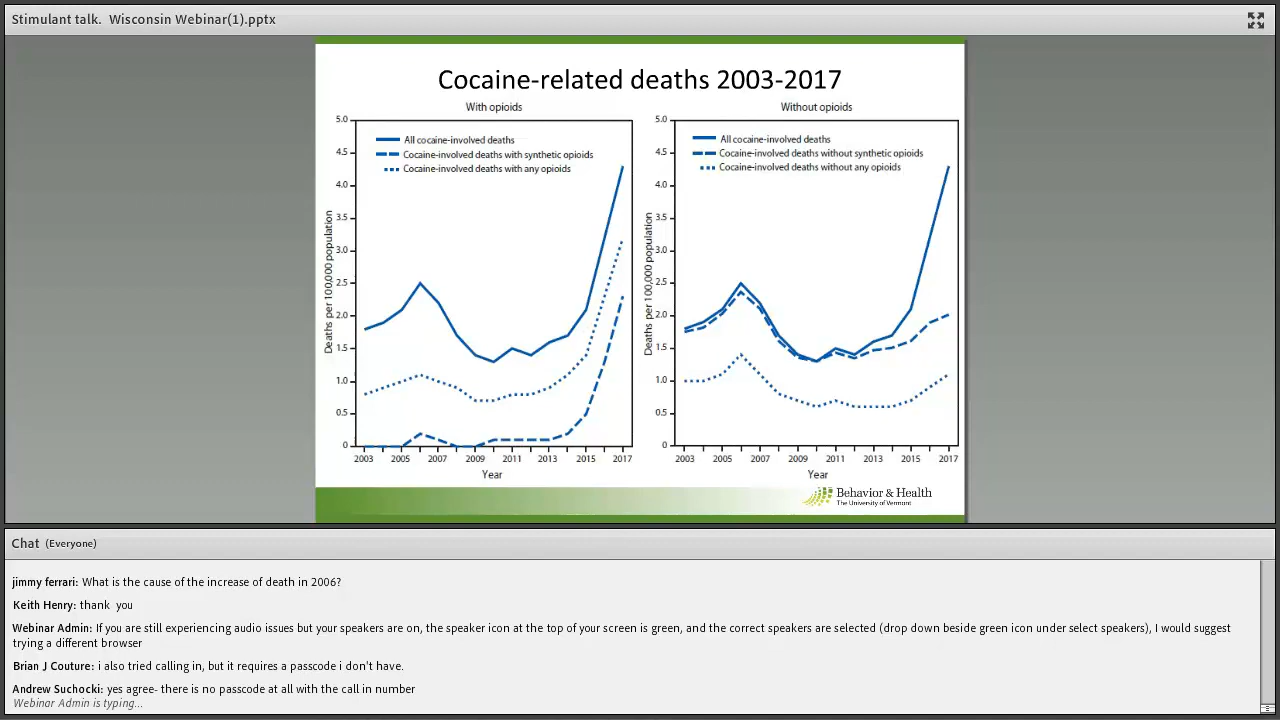 Stimulant talk.  Wisconsin Webinar(1).pptx
Cocaine-related deaths 2003-2017
With opioids
All cocaine-involved deaths
Cocaine-involved deaths with synthetic opioids
Cocaine-involved deaths with any opioids
Deaths per 100,000 population
5.0
4.5
4.0
3.5
3.0
2.5
2.0
1.5
1.0
0.5
0
2003 2005 2007 2009 2011 2013 2015 2017
Year
Without opioids
All cocaine-involved deaths
Cocaine-involved deaths without synthetic opioids
Cocaine-involved deaths without any opioids
Deaths per 100,000 population
5.0
4.5
4.0
3.5
3.0
2.5
2.0
1.5
1.0
0.5
0
2003 2005 2007 2009 2011 2013 2015 2017
Year
Behavior & Health
The University of Vermont
Chat (Everyone)
jimmy ferrari: What is the cause of the increase of death in 2006?
Keith Henry: thank  you
Webinar Admin: If you are still experiencing audio issues but your speakers are on, the speaker icon at the top of your screen is green, and the correct speakers are selected (drop down beside green icon under select speakers), I would suggest
trying a different browser
Brian J Couture: i also tried calling in, but it requires a passcode i don't have.
Andrew Suchocki: yes agree- there is no passcode at all with the call in number
Webinar Admin is typing...